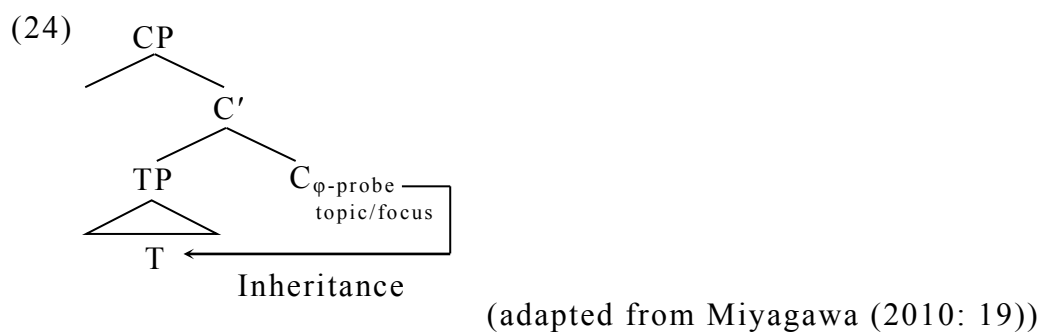 (24) CP
C′
TP Cφ-probe
topic/focus
T
Inheritance
(adapted from Miyagawa (2010: 19))